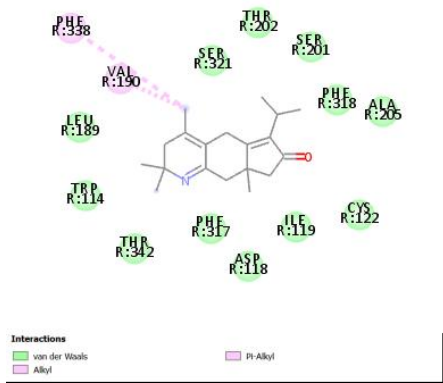 PHE
R:338
THR
R:202
SER
R:201
SER
R:321
VAL
R:190
PHE
R:318
ALA
R:205
LEU
R:189
O
TRP
R:114
N
CYS
R:122
PHE
R:317
ILE
R:119
THR
R:342
ASP
R:118
Interactions
van der Waals
Alkyl
Pi-Alkyl